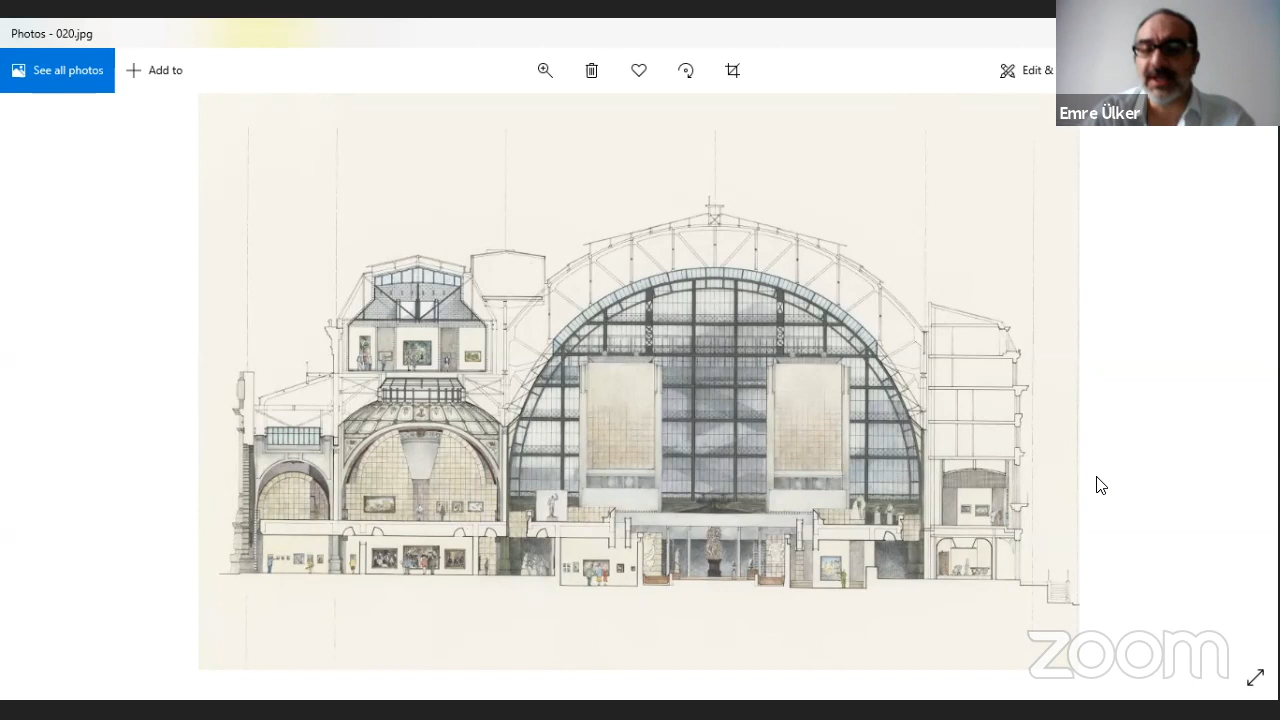 Photos - 020.jpg
See all photos
Add to
Edit &
Emre Ülker
zoom